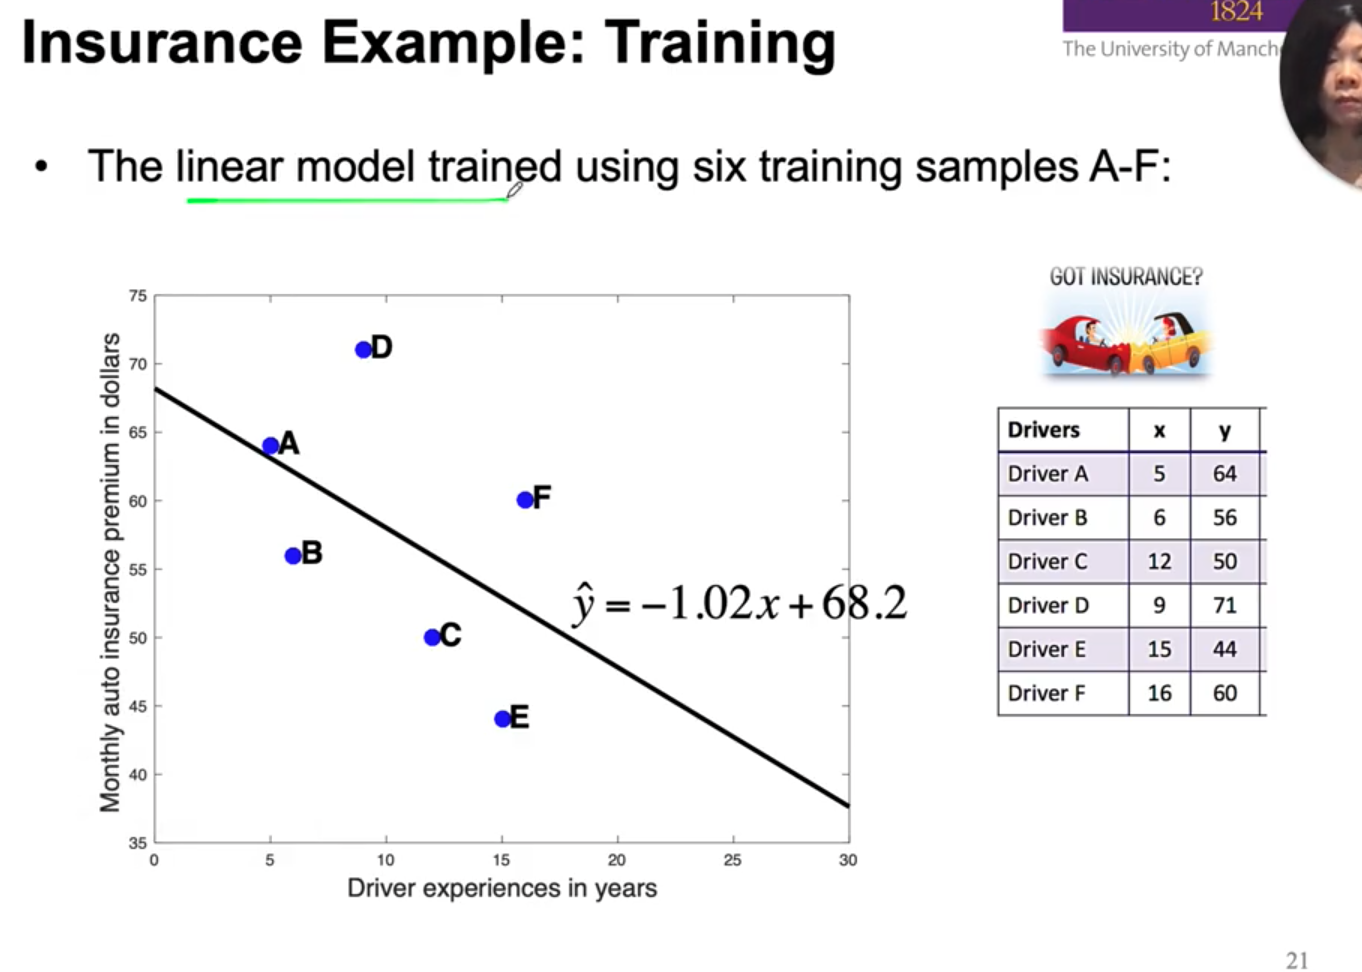 Insurance Example: Training
1824
The University of Manch
• The linear model trained using six training samples A-F:
GOT INSURANCE?
Monthly auto insurance premium in dollars
75
70
65
60
55
50
45
40
35
0 5 10 15 20 25 30
Driver experiences in years
D
A
F
B
C
E
ŷ = −1.02x + 68.2
Drivers x y
Driver A 5 64
Driver B 6 56
Driver C 12 50
Driver D 9 71
Driver E 15 44
Driver F 16 60
21